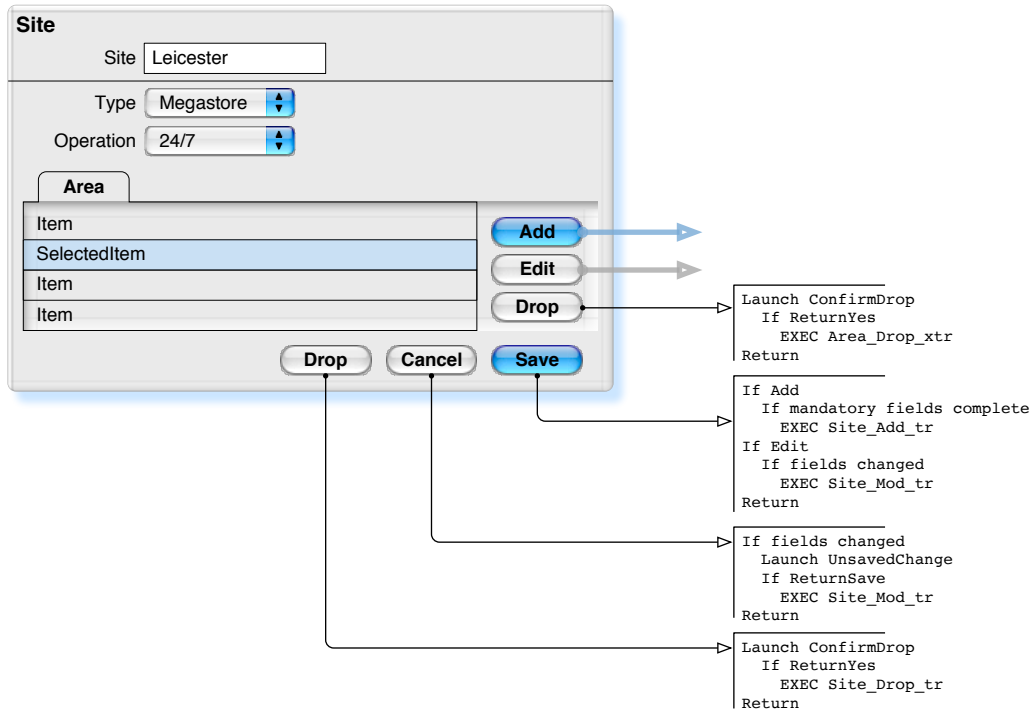 Site
Site Leicester
Type Megastore
Operation 24/7
Area
Item
SelectedItem
Item
Item
Add
Edit
Drop
Drop Cancel Save
Launch ConfirmDrop
If ReturnYes
EXEC Area_Drop_xtr
Return
If Add
If mandatory fields complete
EXEC Site_Add_tr
If Edit
If fields changed
EXEC Site_Mod_tr
Return
If fields changed
Launch UnsavedChange
If ReturnSave
EXEC Site_Mod_tr
Return
Launch ConfirmDrop
If ReturnYes
EXEC Site_Drop_tr
Return